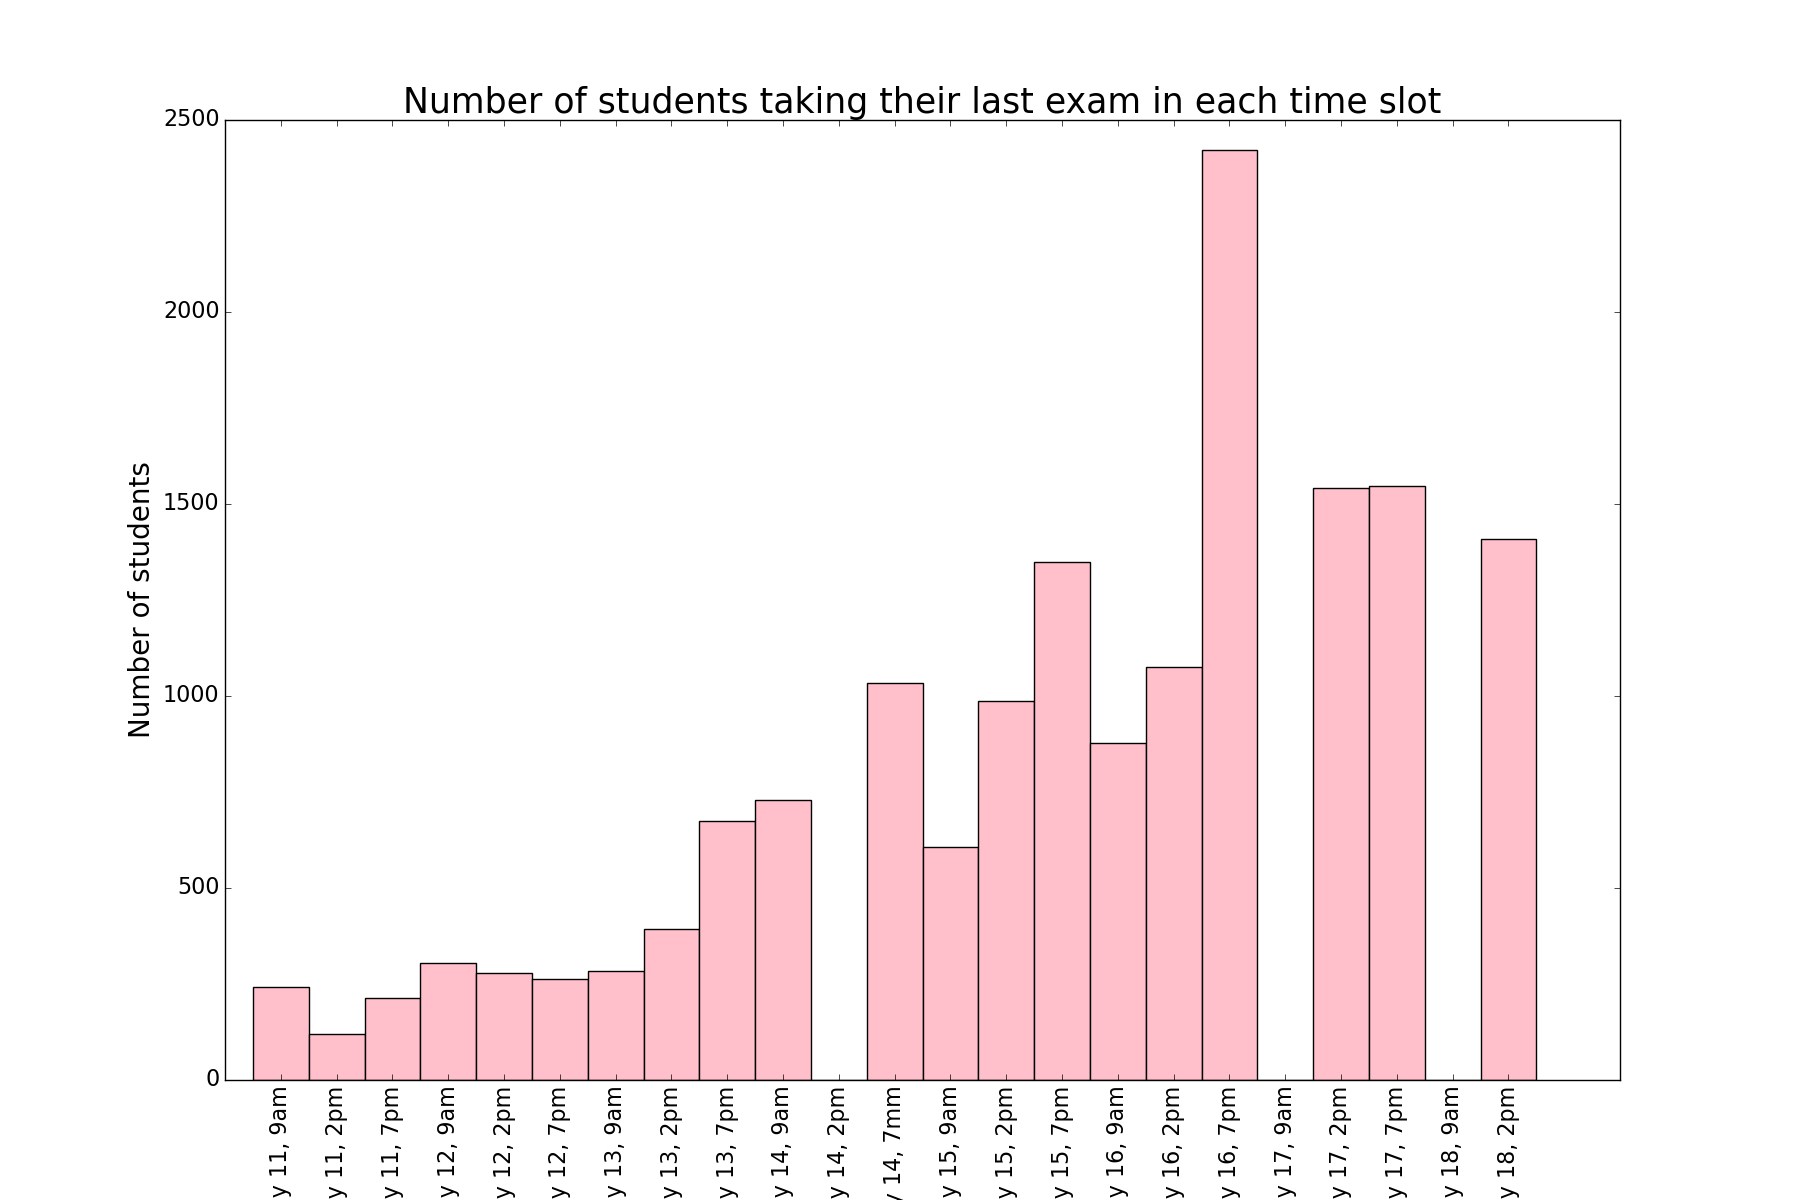 Number of students taking their last exam in each time slot
Number of students
2500
2000
1500
1000
500
0
y 11, 9am
y 11, 2pm
y 11, 7pm
y 12, 9am
y 12, 2pm
y 12, 7pm
y 13, 9am
y 13, 2pm
y 13, 7pm
y 14, 9am
y 14, 2pm
y 14, 7mm
y 15, 9am
y 15, 2pm
y 15, 7pm
y 16, 9am
y 16, 2pm
y 16, 7pm
y 17, 9am
y 17, 2pm
y 17, 7pm
y 18, 9am
y 18, 2pm